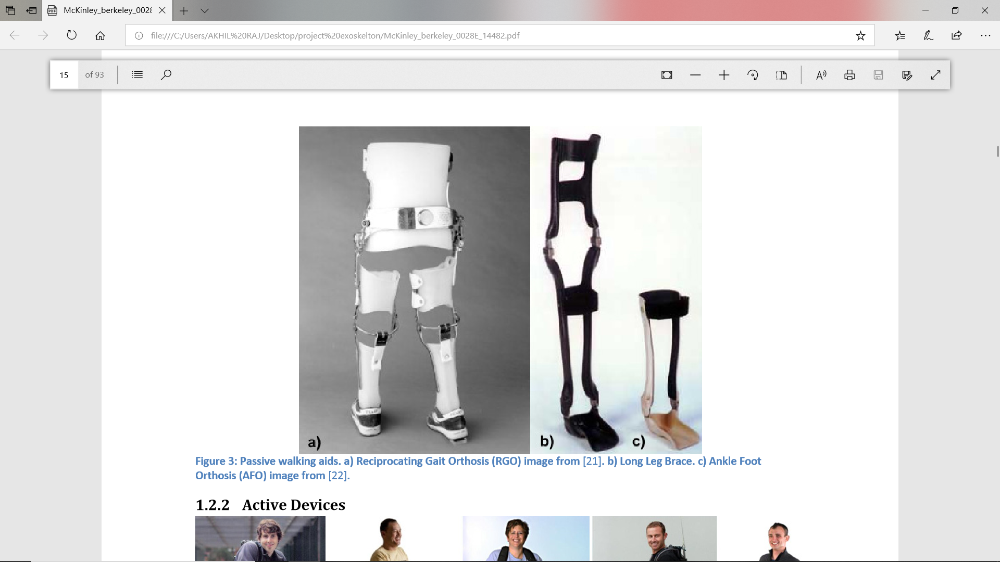 McKinley_berkeley_0028
file:///C:/Users/AKHIL%20RAJ/Desktop/project%20exoskelton/McKinley_berkeley_0028E_14482.pdf
15 of 93
a)
b)
c)
Figure 3: Passive walking aids. a) Reciprocating Gait Orthosis (RGO) image from [21]. b) Long Leg Brace. c) Ankle Foot
Orthosis (AFO) image from [22].
1.2.2 Active Devices